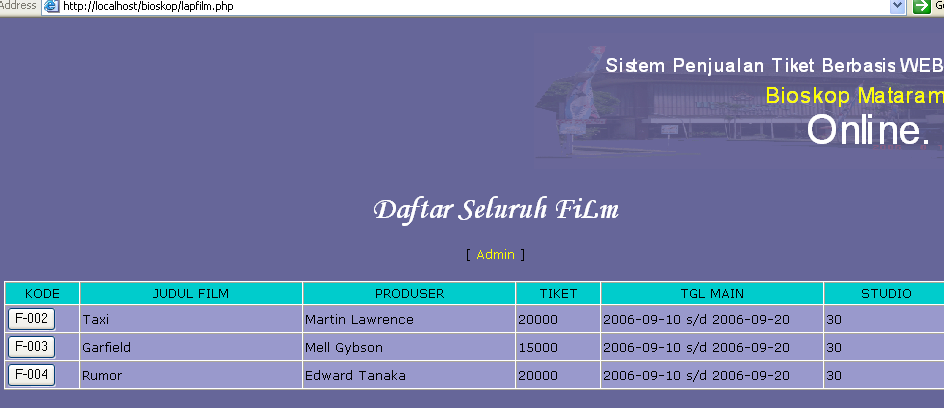 Address http://localhost/bioskop/lapfilm.php
Sistem Penjualan Tiket Berbasis WEB
Bioskop Mataram
Online.
Daftar Seluruh FiLm
[ Admin ]
KODE JUDUL FILM PRODUSER TIKET TGL MAIN STUDIO
F-002 Taxi Martin Lawrence 20000 2006-09-10 s/d 2006-09-20 30
F-003 Garfield Mell Gybson 15000 2006-09-10 s/d 2006-09-20 30
F-004 Rumor Edward Tanaka 20000 2006-09-10 s/d 2006-09-20 30